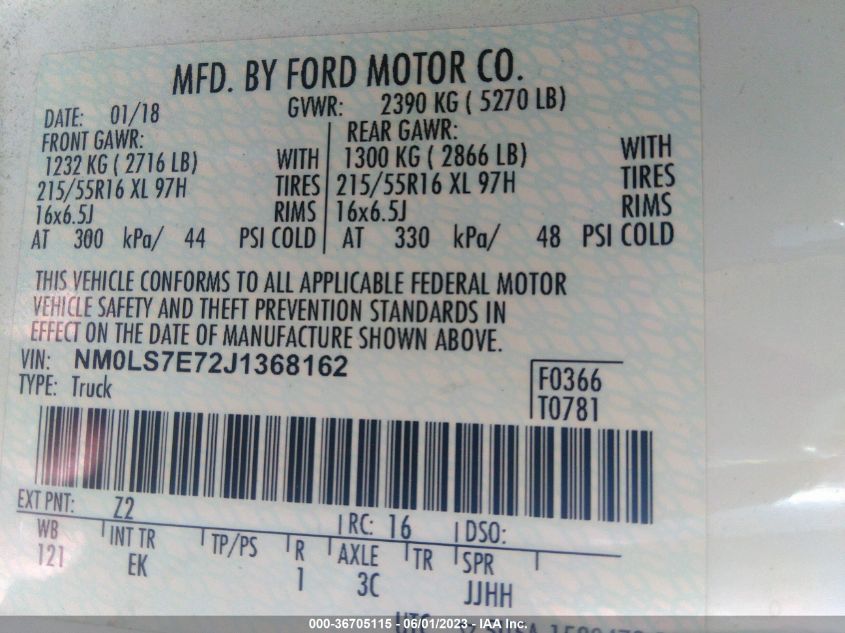 MFD. BY FORD MOTOR CO.
DATE: 01/18 GVWR: 2390 KG ( 5270 LB)
FRONT GAWR: REAR GAWR:
1232 KG ( 2716 LB) WITH 1300 KG ( 2866 LB) WITH
215/55R16 XL 97H TIRES 215/55R16 XL 97H TIRES
16x6.5J RIMS 16x6.5J RIMS
AT 300 kPa/ 44 PSI COLD AT 330 kPa/ 48 PSI COLD
THIS VEHICLE CONFORMS TO ALL APPLICABLE FEDERAL MOTOR
VEHICLE SAFETY AND THEFT PREVENTION STANDARDS IN
EFFECT ON THE DATE OF MANUFACTURE SHOWN ABOVE.
VIN: NM0LS7E72J1368162
TYPE: Truck
F0366
T0781
EXT PNT: Z2 RC: 16 DSO:
WB INT TR TP/PS R AXLE TR SPR
121 EK 1 3C JJHH
000-36705115 - 06/01/2023 - IAA Inc.